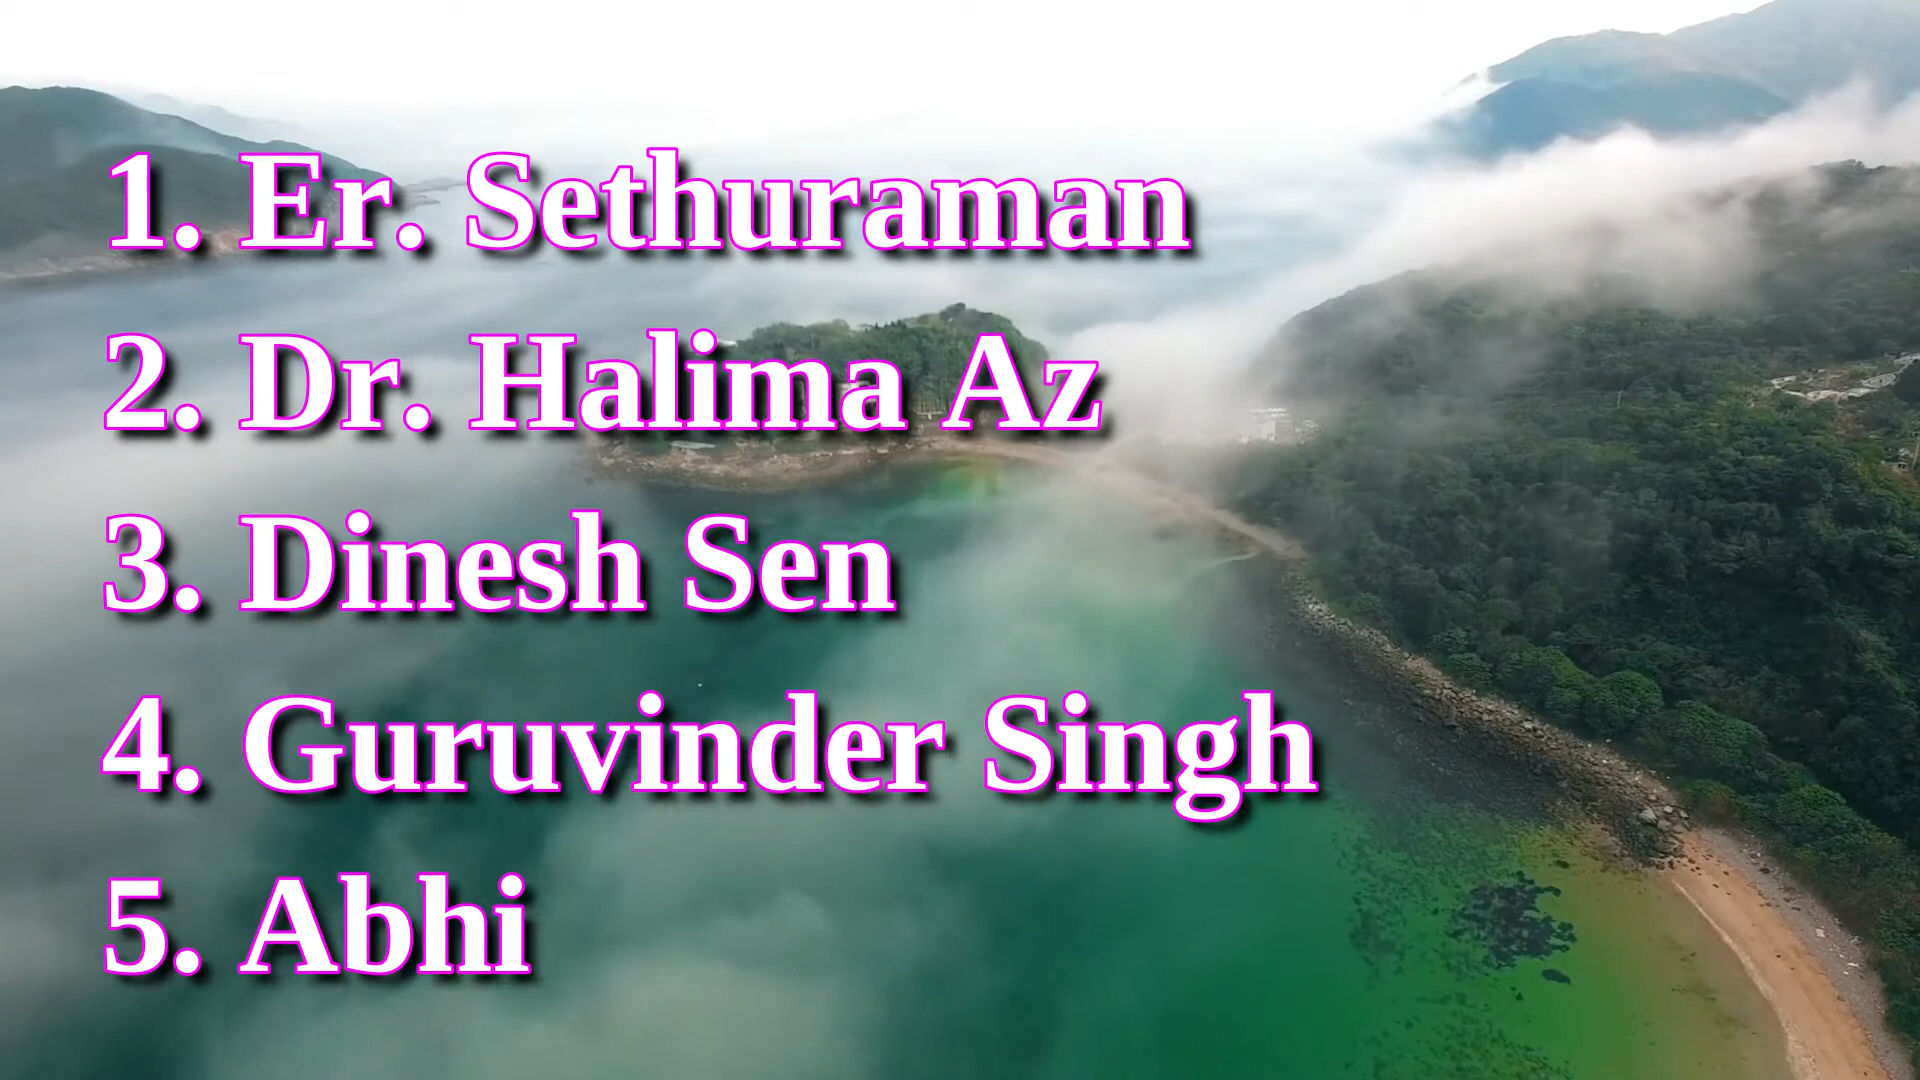 1. Er. Sethuraman
2. Dr. Halima Az
3. Dinesh Sen
4. Guruvinder Singh
5. Abhi